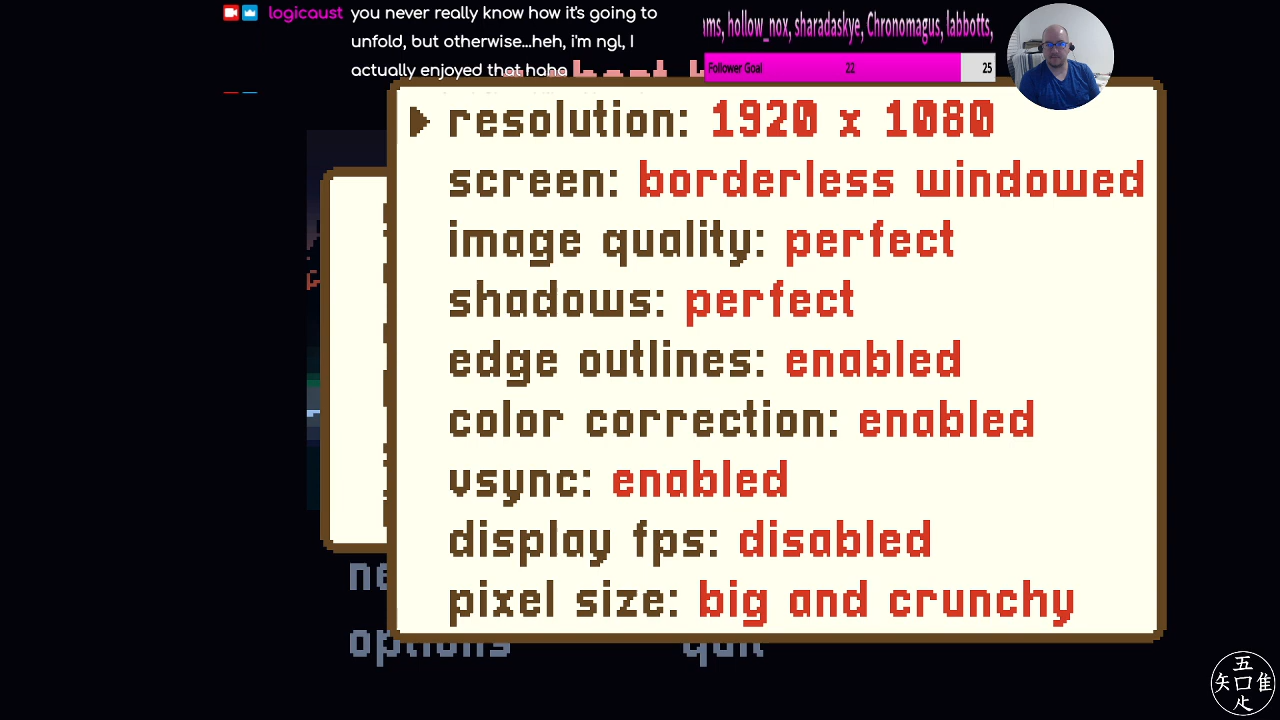 logicaust you never really know how it's going to
unfold, but otherwise...heh, i'm ngl, I
actually enjoyed that haha
hollow_nox, sharadaskye, Chronomagus, labbotts,
Follower Goal 22 25
resolution: 1920 x 1080
screen: borderless windowed
image quality: perfect
shadows: perfect
edge outlines: enabled
color correction: enabled
vsync: enabled
display fps: disabled
pixel size: big and crunchy
options quit
五
矢口隹
止